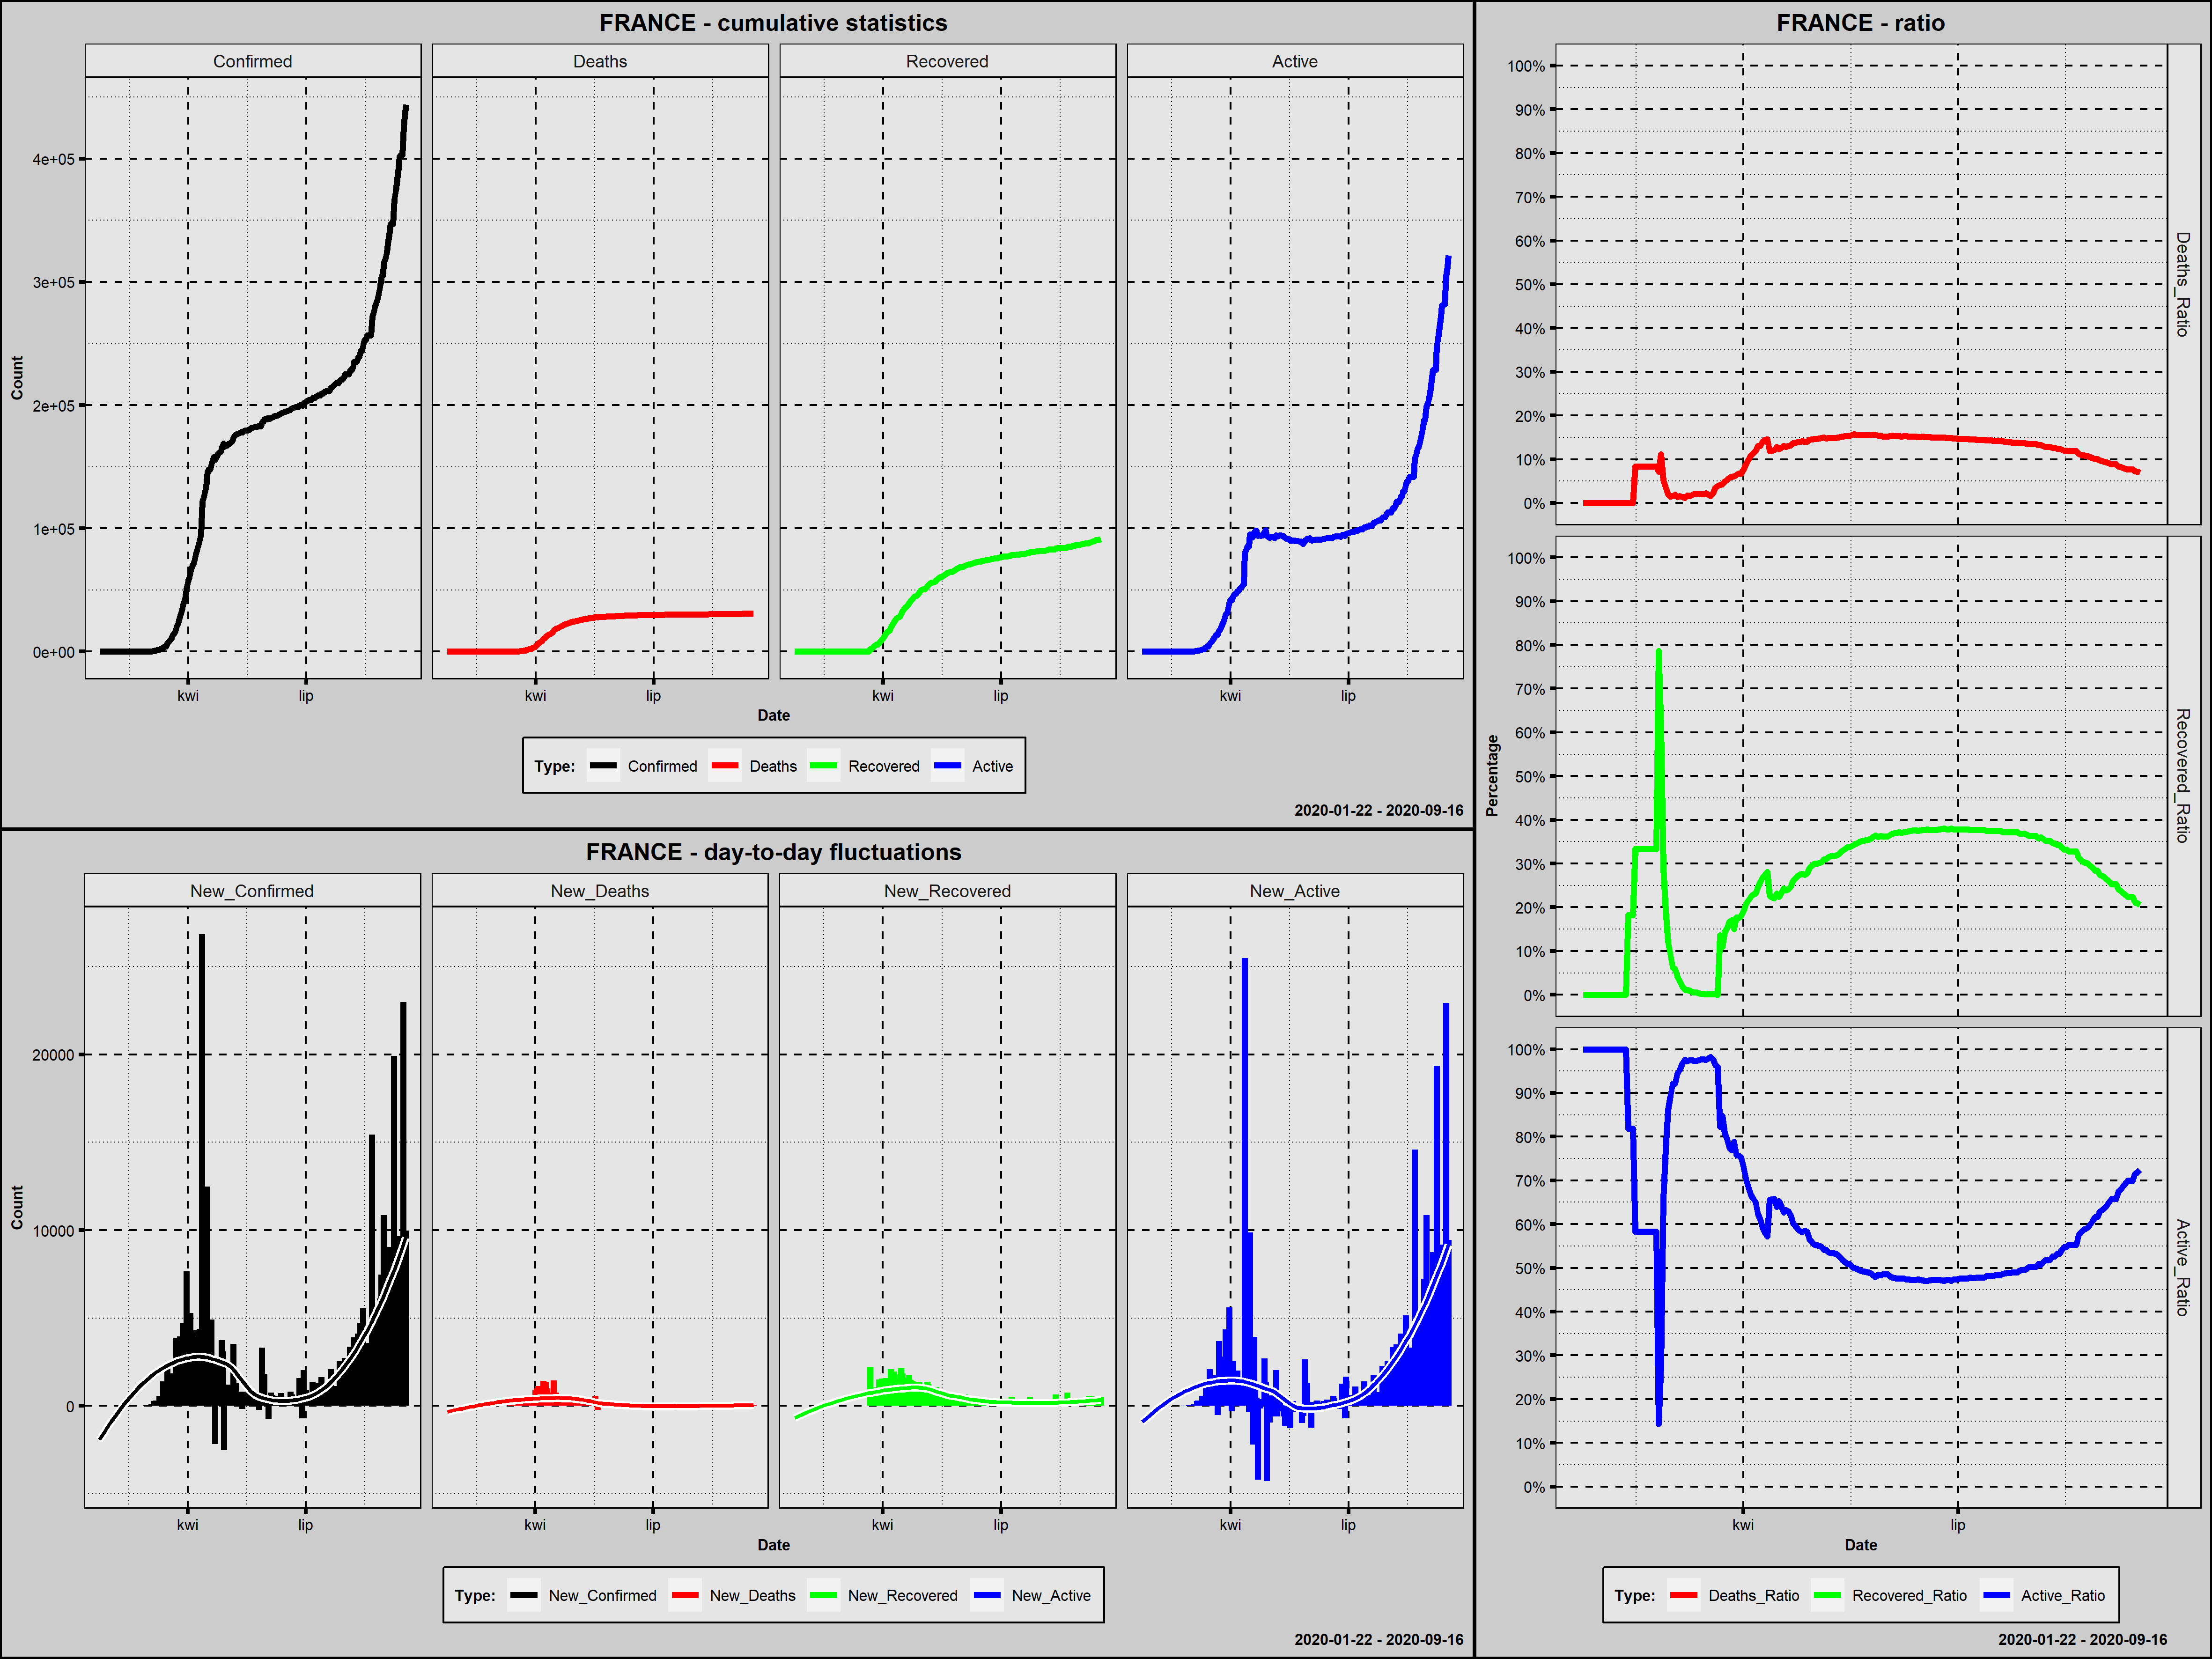 FRANCE - cumulative statistics
Confirmed Deaths Recovered Active
Count
4e+05
3e+05
2e+05
1e+05
0e+00
kwi lip kwi lip kwi lip kwi lip
Date
Type: Confirmed Deaths Recovered Active
2020-01-22 - 2020-09-16
FRANCE - day-to-day fluctuations
New_Confirmed New_Deaths New_Recovered New_Active
Count
20000
10000
0
kwi lip kwi lip kwi lip kwi lip
Date
Type: New_Confirmed New_Deaths New_Recovered New_Active
2020-01-22 - 2020-09-16
FRANCE - ratio
Percentage
100%
90%
80%
70%
60%
50%
40%
30%
20%
10%
0%
Deaths_Ratio
100%
90%
80%
70%
60%
50%
40%
30%
20%
10%
0%
Recovered_Ratio
100%
90%
80%
70%
60%
50%
40%
30%
20%
10%
0%
Active_Ratio
kwi lip
Date
Type: Deaths_Ratio Recovered_Ratio Active_Ratio
2020-01-22 - 2020-09-16